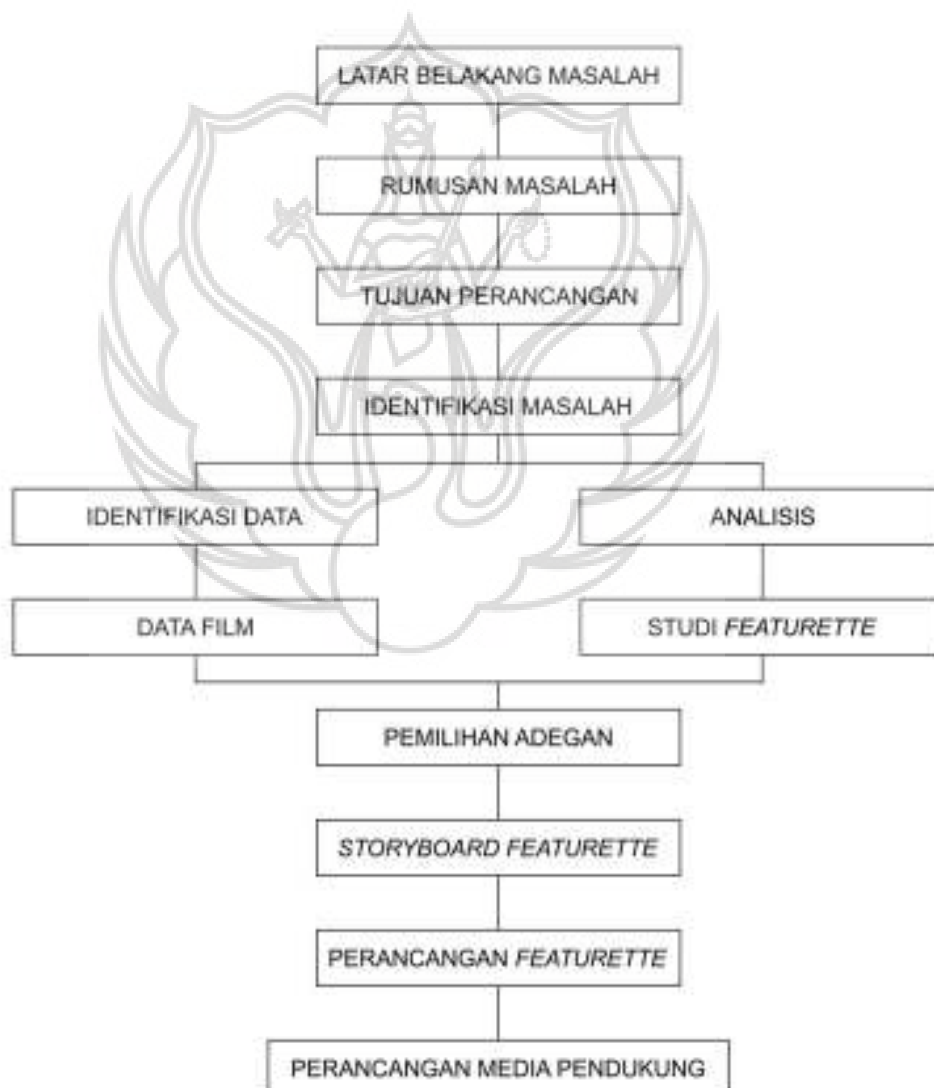 LATAR BELAKANG MASALAH
RUMUSAN MASALAH
TUJUAN PERANCANGAN
IDENTIFIKASI MASALAH
IDENTIFIKASI DATA
ANALISIS
DATA FILM
STUDI FEATURETTE
PEMILIHAN ADEGAN
STORYBOARD FEATURETTE
PERANCANGAN FEATURETTE
PERANCANGAN MEDIA PENDUKUNG